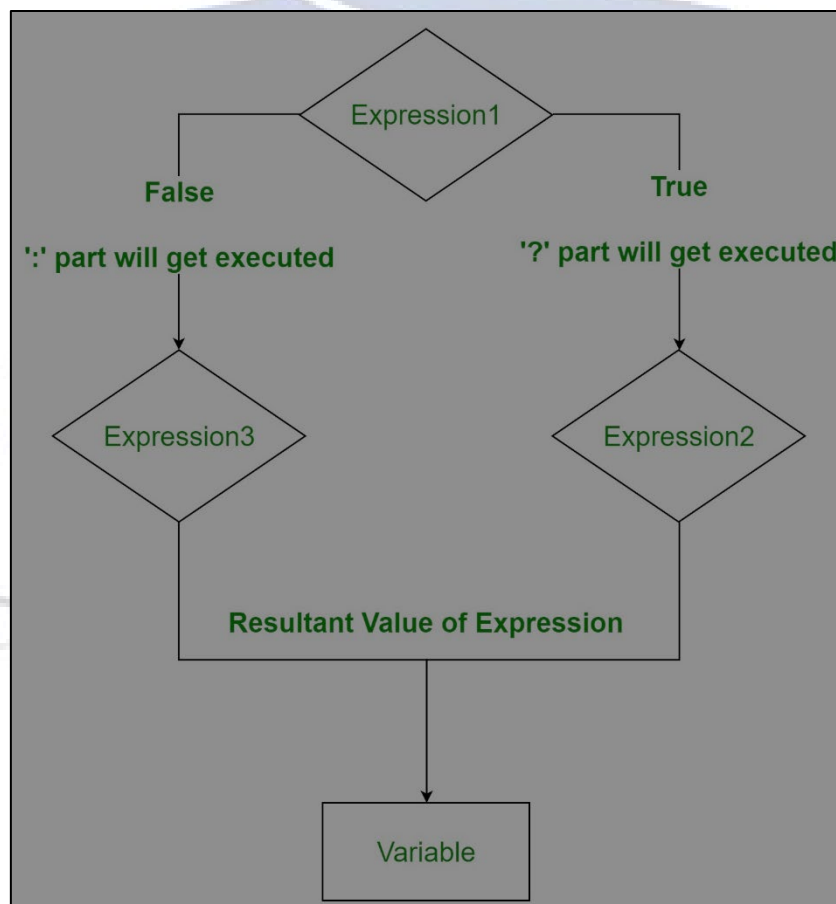 Expression1
False
True
':' part will get executed
'?' part will get executed
Expression3
Expression2
Resultant Value of Expression
Variable